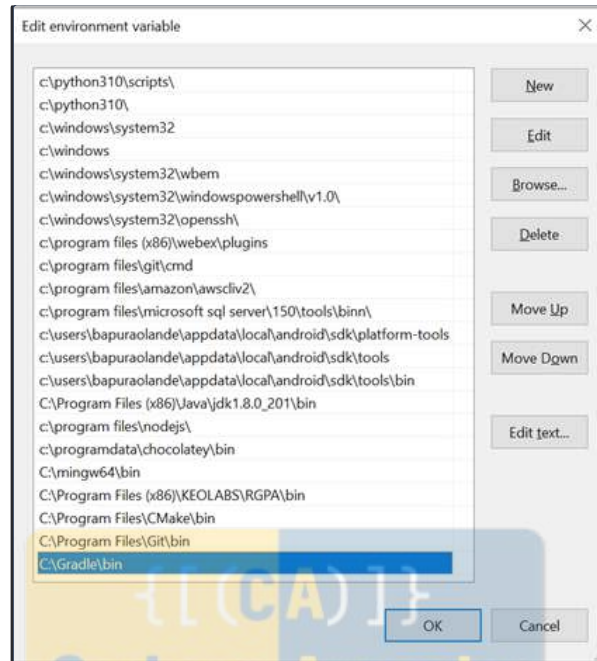 Edit environment variable
c:\python310\scripts\
c:\python310\
c:\windows\system32
c:\windows
c:\windows\system32\wbem
c:\windows\system32\windowspowershell\v1.0\
c:\windows\system32\openssh\
c:\program files (x86)\webex\plugins
c:\program files\git\cmd
c:\program files\amazon\awscliv2\
c:\program files\microsoft sql server\150\tools\binn\
c:\users\bapuraolande\appdata\local\android\sdk\platform-tools
c:\users\bapuraolande\appdata\local\android\sdk\tools
c:\users\bapuraolande\appdata\local\android\sdk\tools\bin
C:\Program Files (x86)\Java\jdk1.8.0_201\bin
c:\program files\nodejs\
c:\programdata\chocolatey\bin
C:\mingw64\bin
C:\Program Files (x86)\KEOLABS\RGPA\bin
C:\Program Files\CMake\bin
C:\Program Files\Git\bin
C:\Gradle\bin
New
Edit
Browse...
Delete
Move Up
Move Down
Edit text...
{[(CA)]}
OK
Cancel